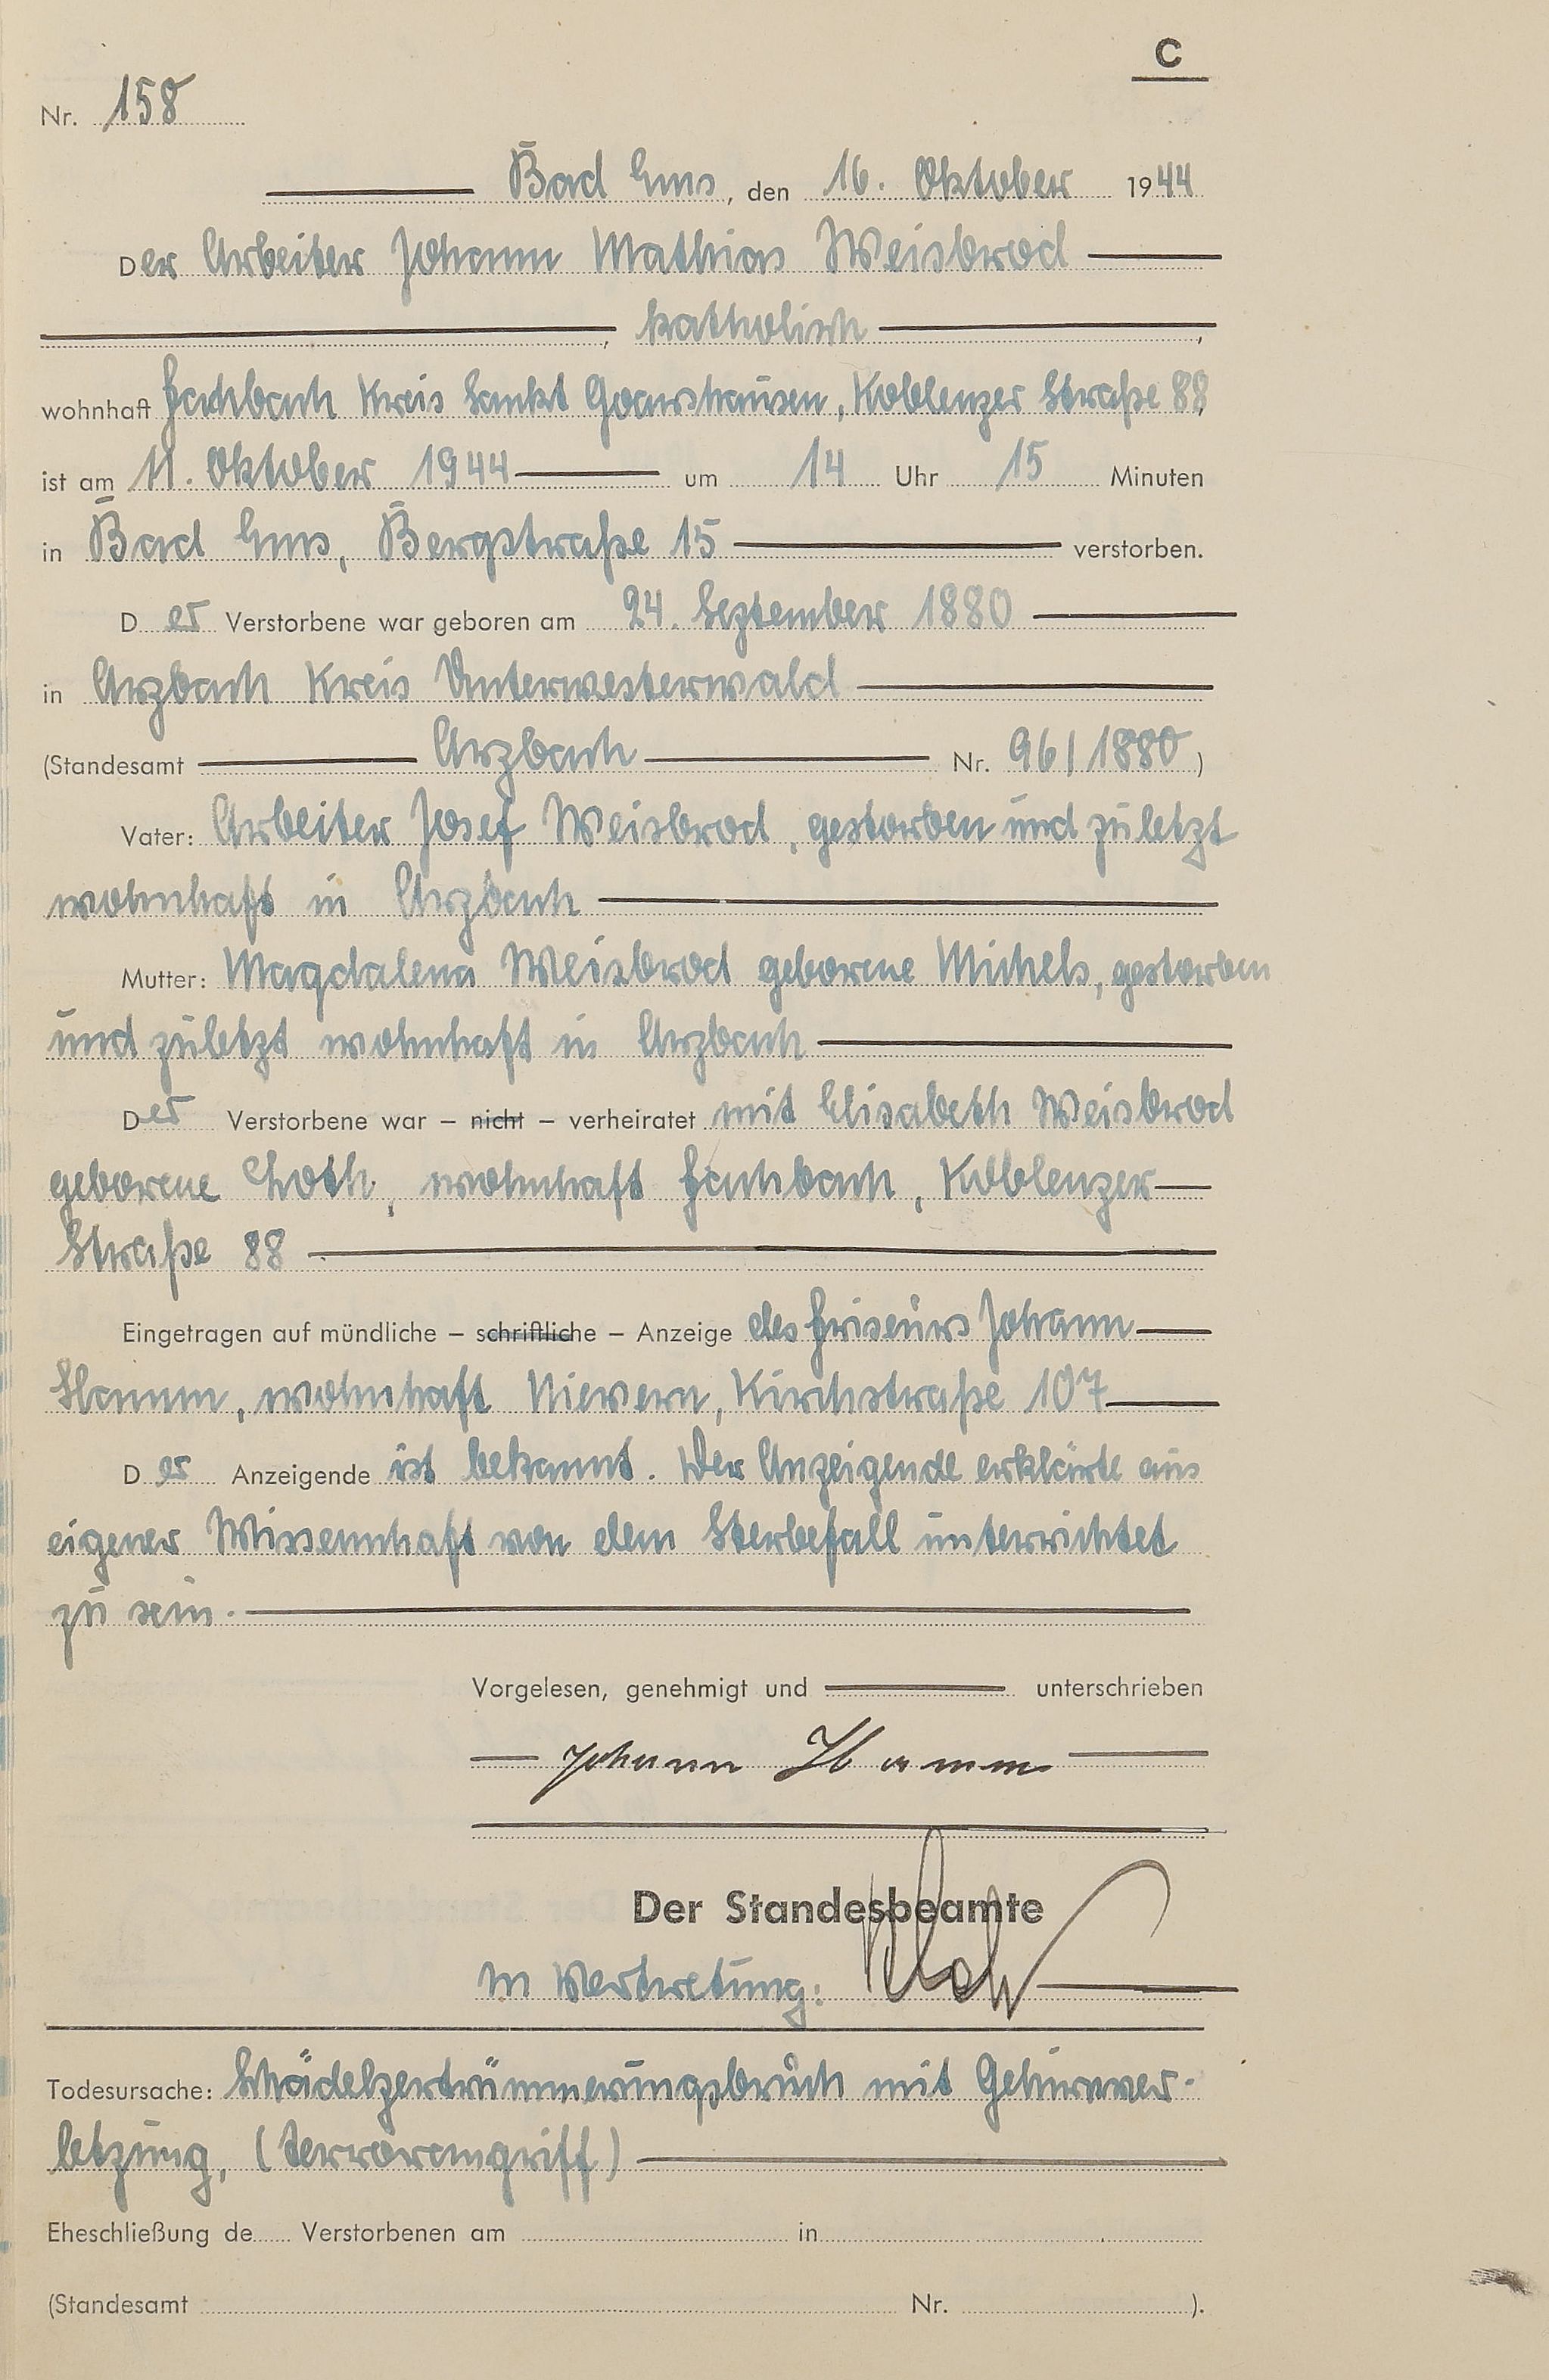 C
Nr. 158
Bad Ems, den 16. Oktober 1944
Der Arbeiter Johann Mathias Weisbrod
, katholisch ,
wohnhaft Fachbach Kreis Sankt Goarshausen, Koblenzer Straße 88,
ist am 11. Oktober 1944 um 14 Uhr 15 Minuten
in Bad Ems, Bergstraße 15 verstorben.
Der Verstorbene war geboren am 24. September 1880
in Arzbach Kreis Unterwesterwald
(Standesamt Arzbach Nr. 96/1880)
Vater: Arbeiter Josef Weisbrod, gestorben und zuletzt
wohnhaft in Arzbach
Mutter: Magdalena Weisbrod geborene Michels, gestorben
und zuletzt wohnhaft in Arzbach
Der Verstorbene war – nicht – verheiratet mit Elisabeth Weisbrod
geborene , wohnhaft Fachbach, Koblenzer
Straße 88
Eingetragen auf mündliche – schriftliche – Anzeige des Friseurs Johann
, wohnhaft Nievern, Kirchstraße 107
Der Anzeigende ist bekannt. Der Anzeigende erklärte aus
eigener Wissenschaft von dem Sterbefall unterrichtet
zu sein.
Vorgelesen, genehmigt und unterschrieben
Johann
Der Standesbeamte
In Vertretung:
Todesursache: Schädelzertrümmerungsbruch mit Gehirnver-
letzung, (Terrorangriff)
Eheschließung de Verstorbenen am in
(Standesamt Nr. ).